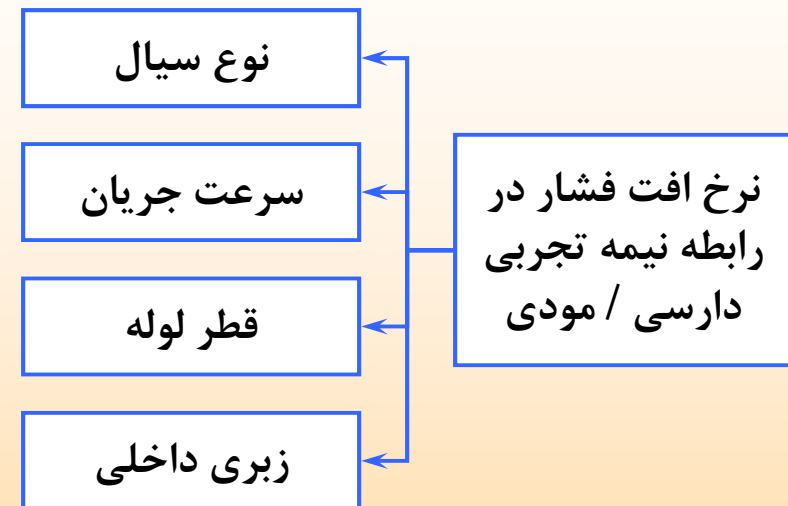 نرخ افت فشار در
رابطه نیمه تجربی
دارسی / مودی
نوع سیال
سرعت جریان
قطر لوله
زبری داخلی